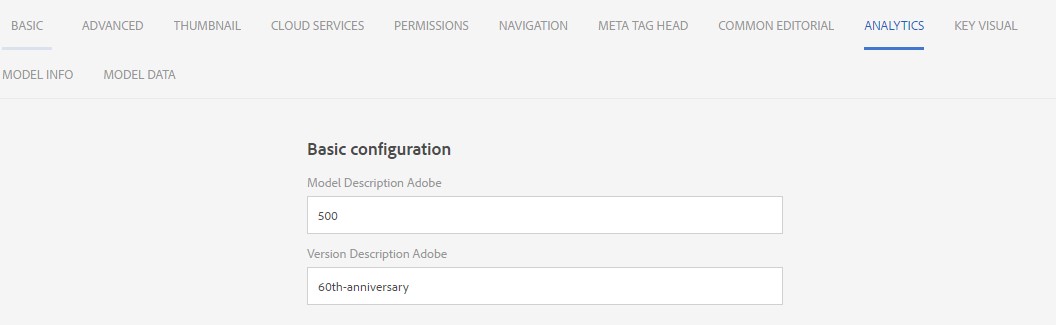 BASIC ADVANCED THUMBNAIL CLOUD SERVICES PERMISSIONS NAVIGATION META TAG HEAD COMMON EDITORIAL ANALYTICS KEY VISUAL
MODEL INFO MODEL DATA
Basic configuration
Model Description Adobe
500
Version Description Adobe
60th-anniversary